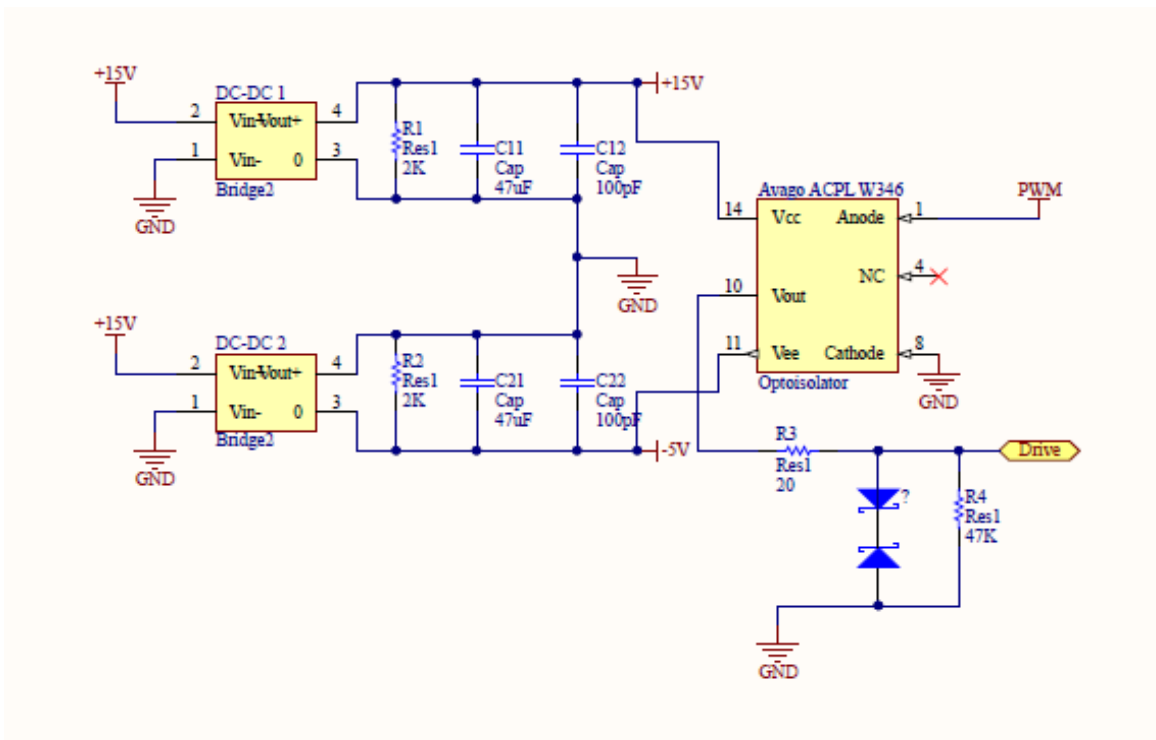 +15V
DC-DC 1
2
Vin+
Vout+
4
1
Vin-
0
3
Bridge2
GND
R1
Res1
2K
C11
Cap
47uF
C12
Cap
100pF
+15V
GND
+15V
DC-DC 2
2
Vin+
Vout+
4
1
Vin-
0
3
Bridge2
GND
R2
Res1
2K
C21
Cap
47uF
C22
Cap
100pF
-5V
Avago ACPL W346
14
Vcc
Anode
1
PWM
NC
4
10
Vout
11
Vee
Cathode
8
Optoisolator
GND
R3
Res1
20
Drive
?
R4
Res1
47K
GND